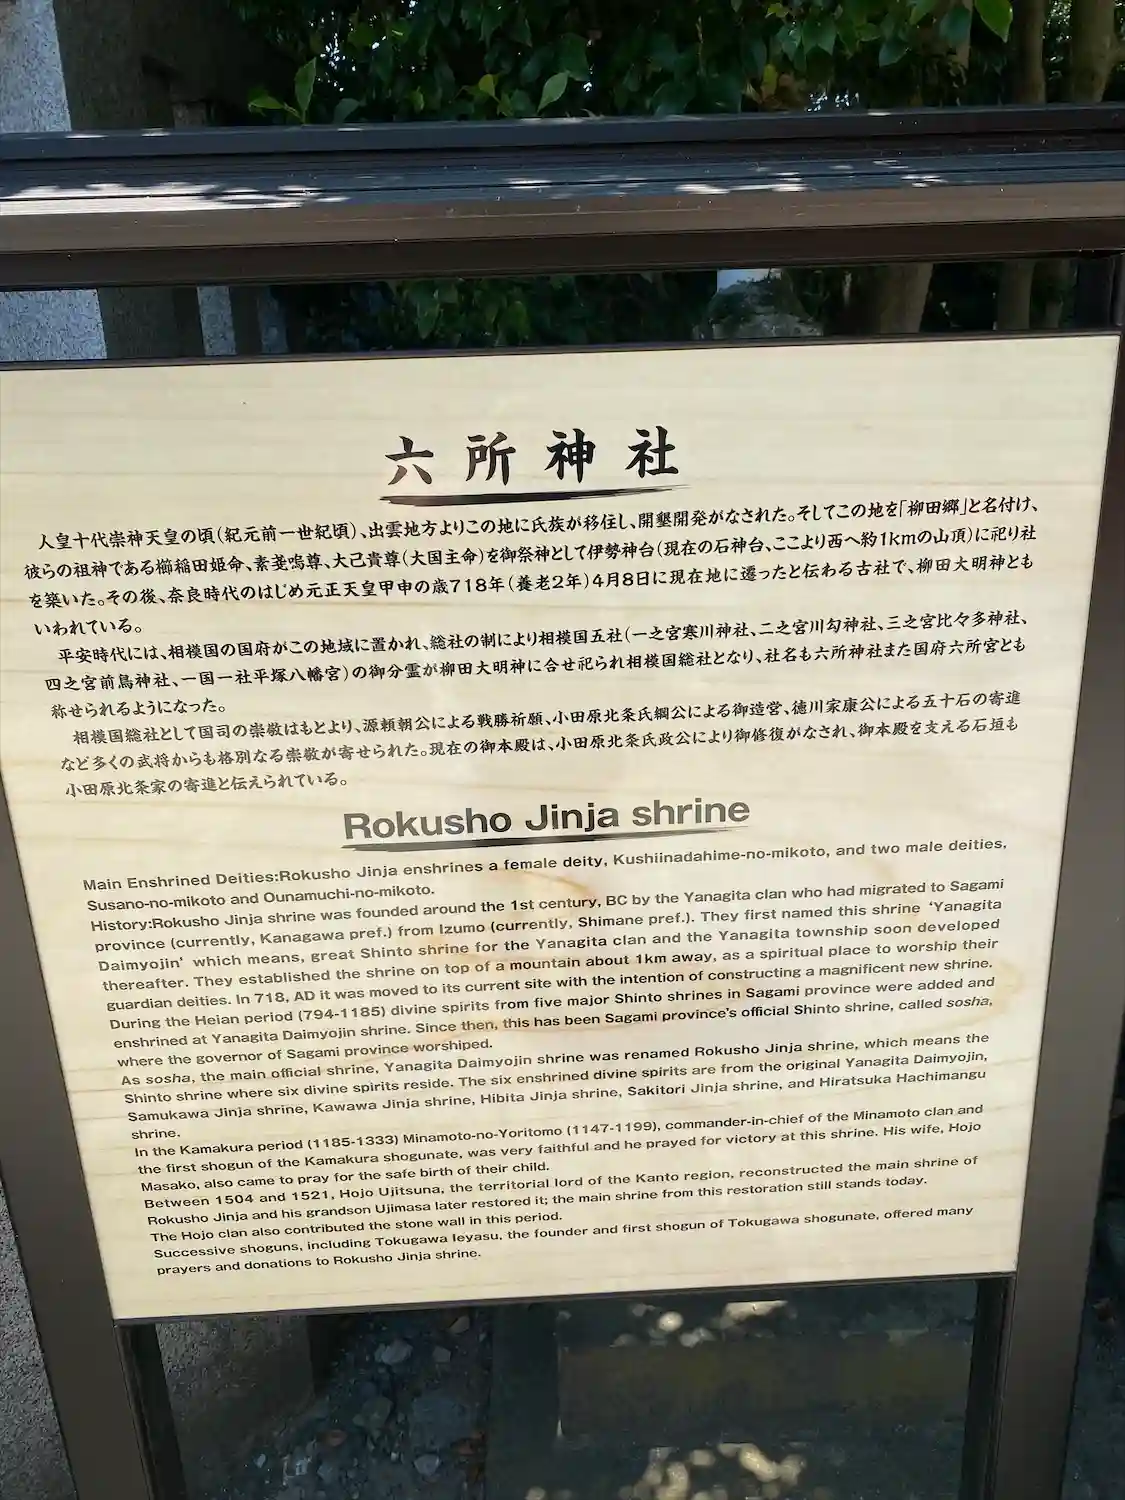 六所神社
人皇十代崇神天皇の頃（紀元前一世紀頃）、出雲地方よりこの地に氏族が移住し、開墾開発がなされた。そしてこの地を「柳田郷」と名付け、
彼らの祖神である櫛稲田姫命、素戔嗚尊、大己貴尊（大国主命）を御祭神として伊勢神台（現在の石神台、ここより西へ約1kmの山頂）に祀り社
を築いた。その後、奈良時代のはじめ元正天皇甲申の歳718年（養老2年）4月8日に現在地に遷ったと伝わる古社で、柳田大明神とも
いわれている。
平安時代には、相模国の国府がこの地域に置かれ、総社の制により相模国五社（一之宮寒川神社、二之宮川勾神社、三之宮比々多神社、
四之宮前鳥神社、一国一社平塚八幡宮）の御分霊が柳田大明神に合せ祀られ相模国総社となり、社名も六所神社また国府六所宮とも
称せられるようになった。
相模国総社として国司の崇敬はもとより、源頼朝公による戦勝祈願、小田原北条氏綱公による御造営、徳川家康公による五十石の寄進
など多くの武将からも格別なる崇敬が寄せられた。現在の御本殿は、小田原北条氏政公により御修復がなされ、御本殿を支える石垣も
小田原北条家の寄進と伝えられている。
Rokusho Jinja shrine
Main Enshrined Deities:Rokusho Jinja enshrines a female deity, Kushiinadahime-no-mikoto, and two male deities,
Susano-no-mikoto and Ounamuchi-no-mikoto.
History:Rokusho Jinja shrine was founded around the 1st century, BC by the Yanagita clan who had migrated to Sagami
province (currently, Kanagawa pref.) from Izumo (currently, Shimane pref.). They first named this shrine ‘Yanagita
Daimyojin’ which means, great Shinto shrine for the Yanagita clan and the Yanagita township soon developed
thereafter. They established the shrine on top of a mountain about 1km away, as a spiritual place to worship their
guardian deities. In 718, AD it was moved to its current site with the intention of constructing a magnificent new shrine.
During the Heian period (794-1185) divine spirits from five major Shinto shrines in Sagami province were added and
enshrined at Yanagita Daimyojin shrine. Since then, this has been Sagami province's official Shinto shrine, called sosha,
where the governor of Sagami province worshiped.
As sosha, the main official shrine, Yanagita Daimyojin shrine was renamed Rokusho Jinja shrine, which means the
Shinto shrine where six divine spirits reside. The six enshrined divine spirits are from the original Yanagita Daimyojin,
Samukawa Jinja shrine, Kawawa Jinja shrine, Hibita Jinja shrine, Sakitori Jinja shrine, and Hiratsuka Hachimangu
shrine.
In the Kamakura period (1185-1333) Minamoto-no-Yoritomo (1147-1199), commander-in-chief of the Minamoto clan and
the first shogun of the Kamakura shogunate, was very faithful and he prayed for victory at this shrine. His wife, Hojo
Masako, also came to pray for the safe birth of their child.
Between 1504 and 1521, Hojo Ujitsuna, the territorial lord of the Kanto region, reconstructed the main shrine of
Rokusho Jinja and his grandson Ujimasa later restored it; the main shrine from this restoration still stands today.
The Hojo clan also contributed the stone wall in this period.
Successive shoguns, including Tokugawa Ieyasu, the founder and first shogun of Tokugawa shogunate, offered many
prayers and donations to Rokusho Jinja shrine.